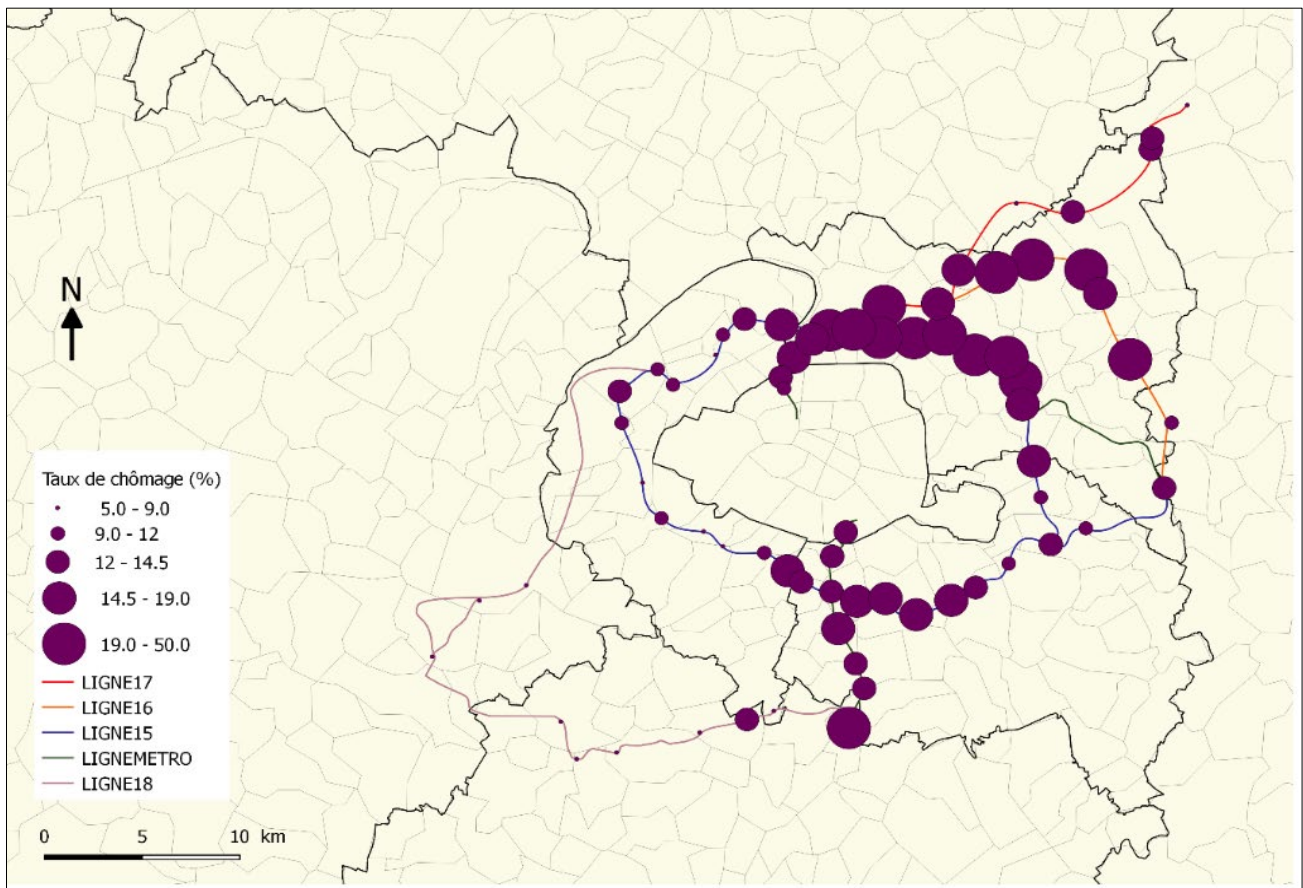 N
Taux de chômage (%)
5.0 - 9.0
9.0 - 12
12 - 14.5
14.5 - 19.0
19.0 - 50.0
LIGNE17
LIGNE16
LIGNE15
LIGNEMETRO
LIGNE18
0 5 10 km